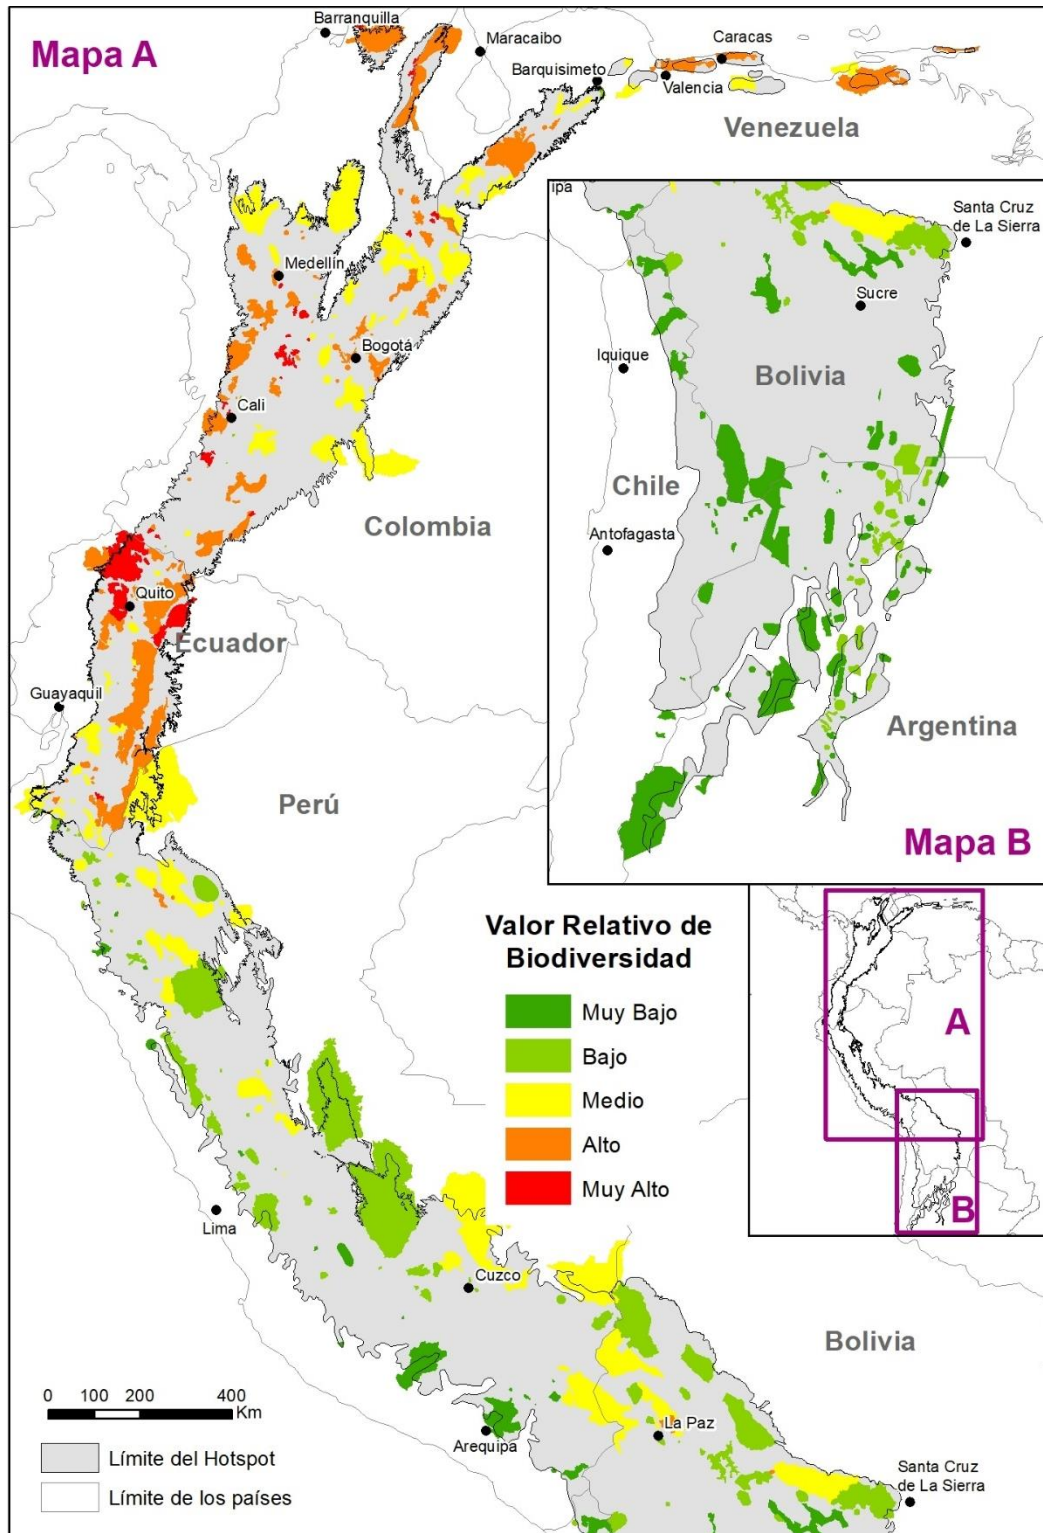 Mapa A
Barranquilla
Maracaibo
Caracas
Barquisimeto
Valencia
Venezuela
Medellín
Bogotá
Cali
Colombia
Quito
Ecuador
Guayaquil
Perú
ipa
Santa Cruz
de La Sierra
Sucre
Iquique
Bolivia
Chile
Antofagasta
Argentina
Mapa B
Valor Relativo de
Biodiversidad
Muy Bajo
Bajo
Medio
Alto
Muy Alto
A
B
Lima
Cuzco
Bolivia
La Paz
Arequipa
Santa Cruz
de La Sierra
0 100 200 400
Km
Límite del Hotspot
Límite de los países